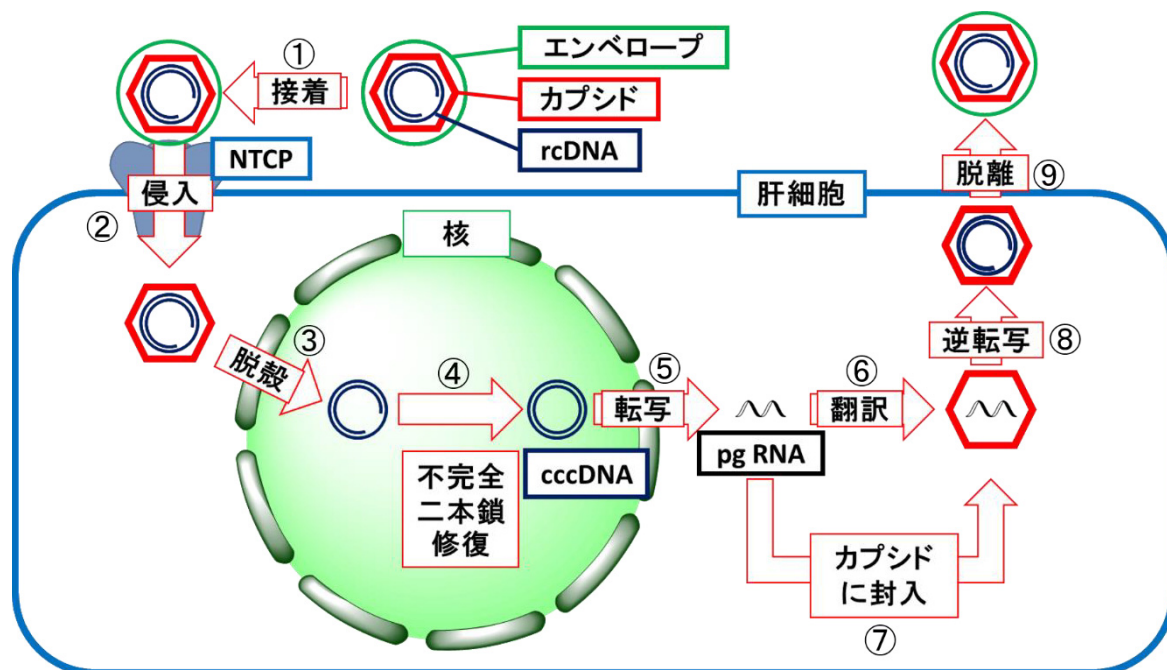 ①
接着
エンベロープ
カプシド
rcDNA
NTCP
侵入
②
肝細胞
脱離
⑨
核
③
脱殻
④
不完全
二本鎖
修復
cccDNA
⑤
転写
pg RNA
⑥
翻訳
逆転写
⑧
カプシド
に封入
⑦